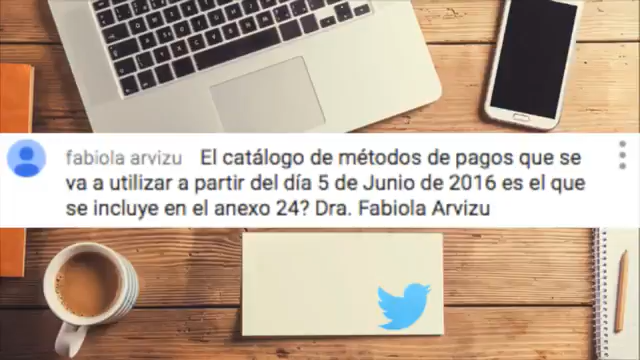 fabiola arvizu El catálogo de métodos de pagos que se
va a utilizar a partir del día 5 de Junio de 2016 es el que
se incluye en el anexo 24? Dra. Fabiola Arvizu